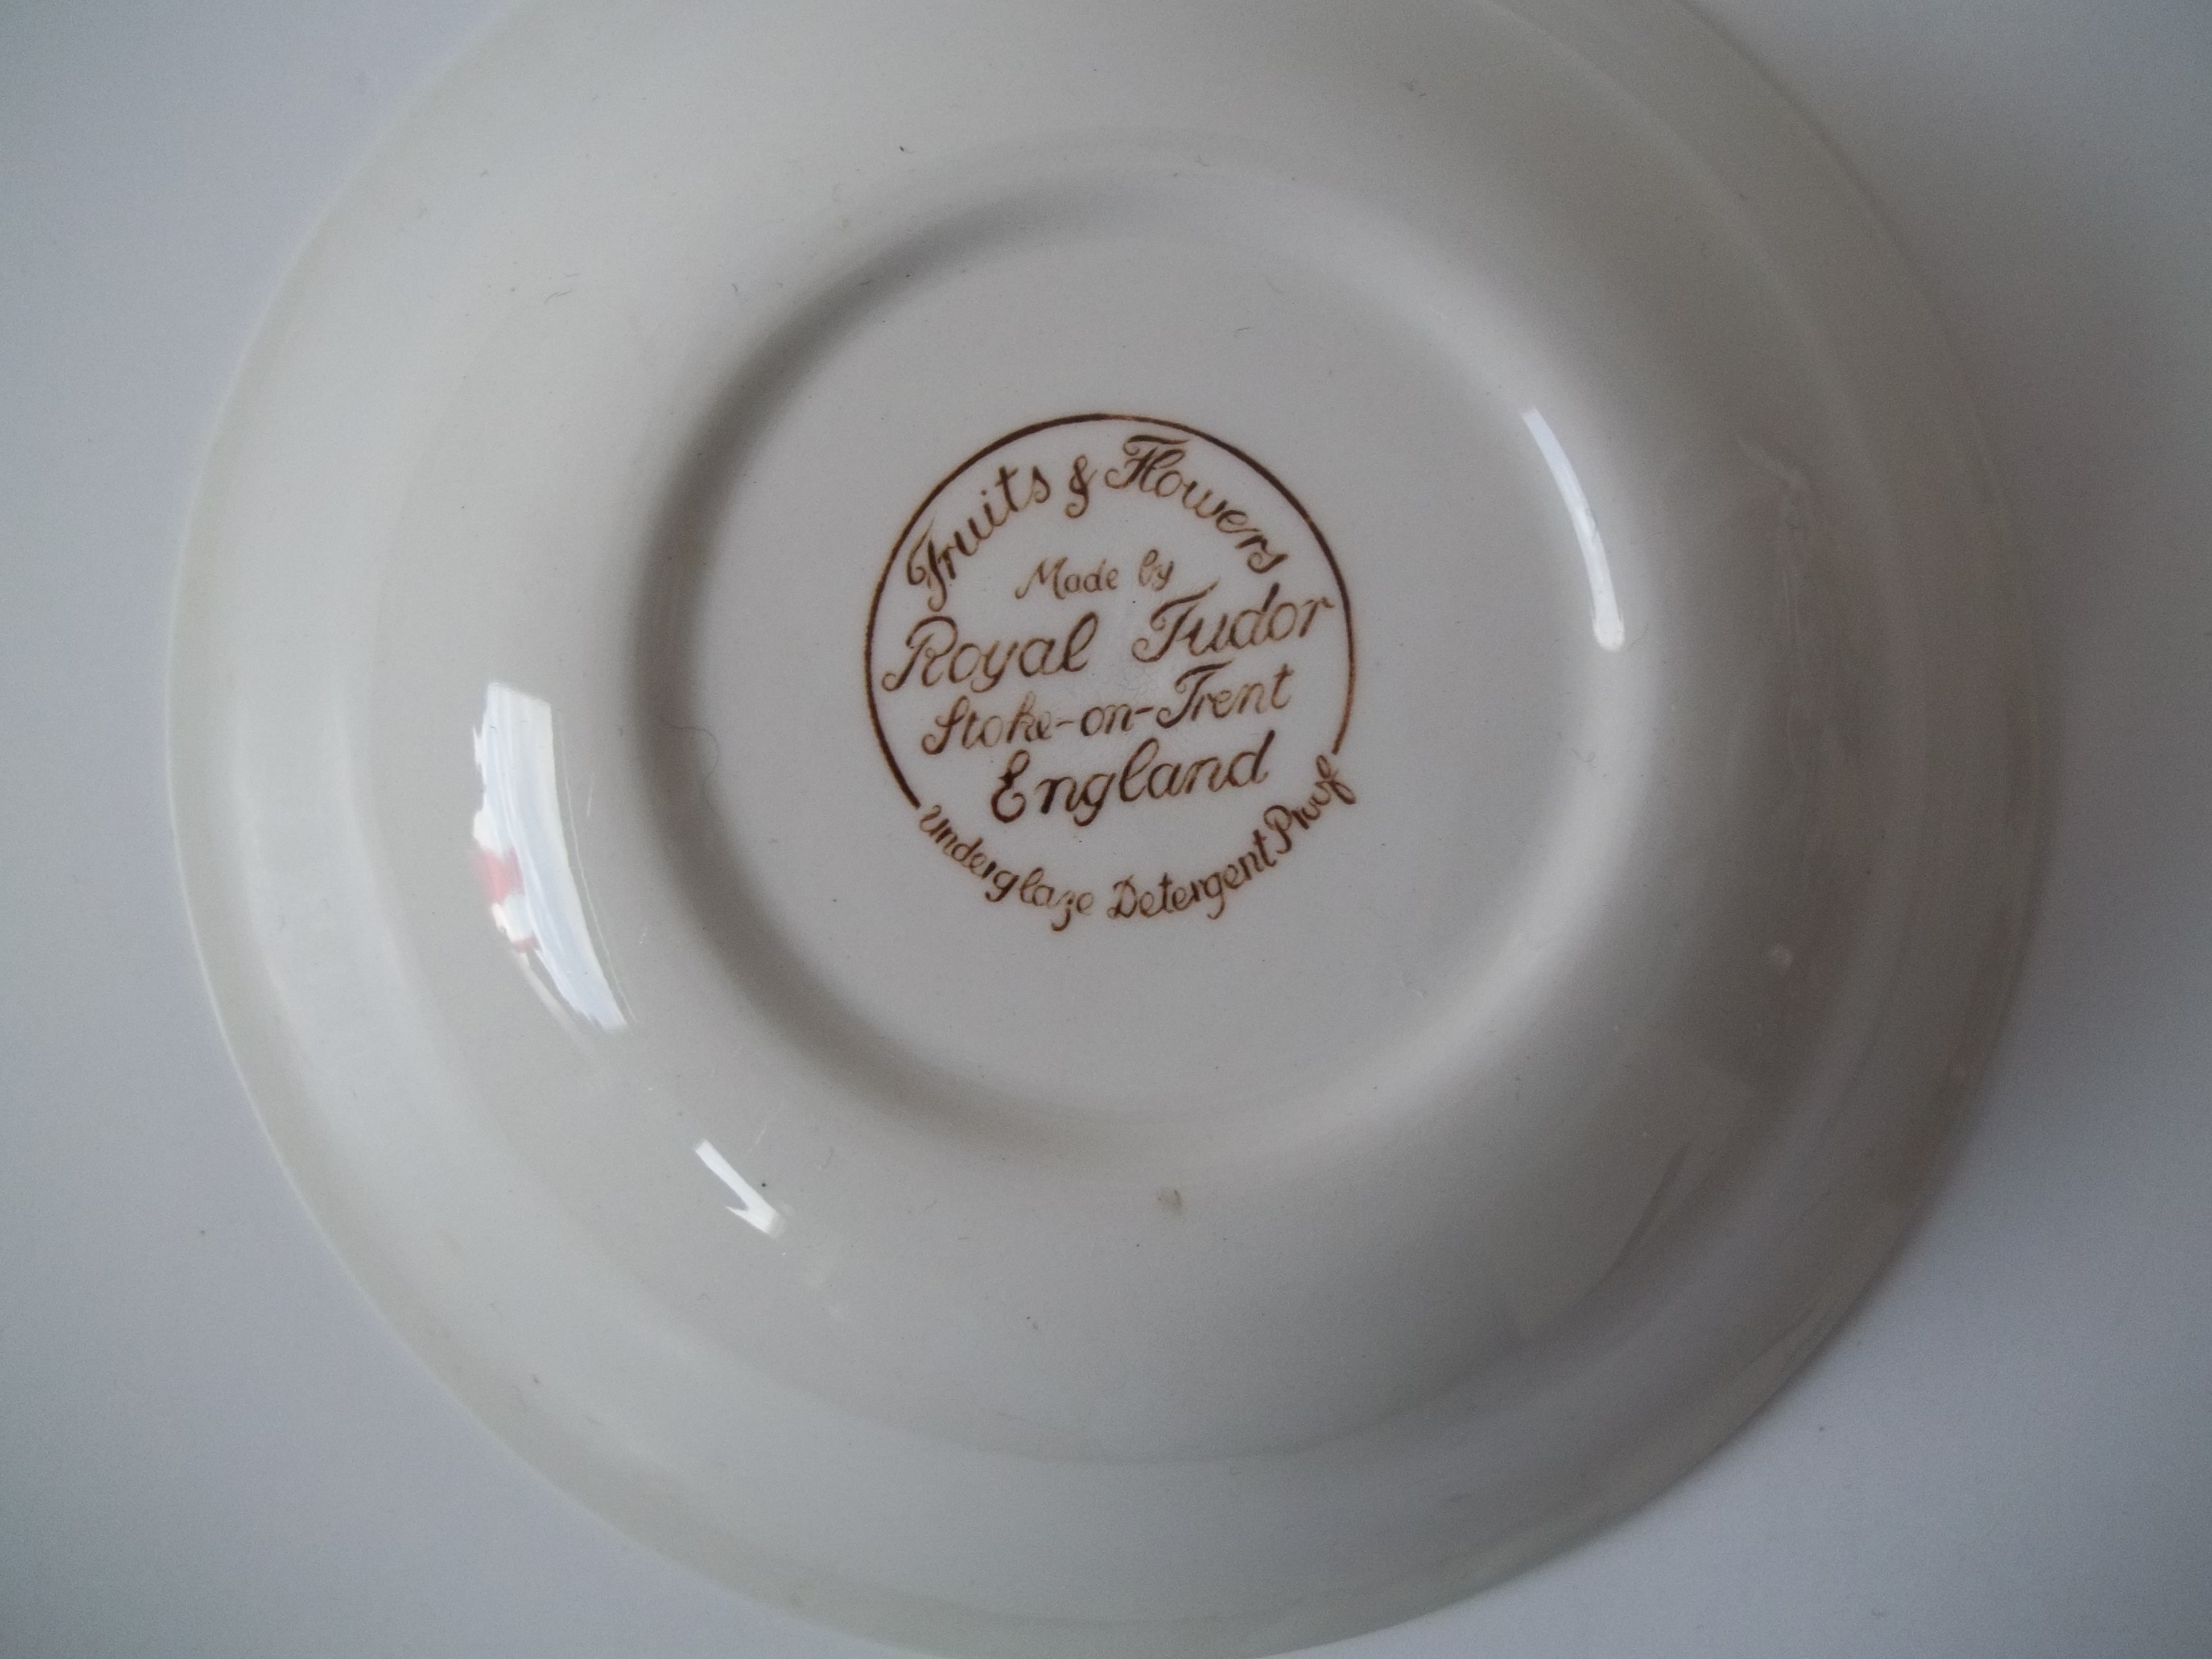 Fruits & Flowers
Made by
Royal Tudor
Stoke-on-Trent
England
Underglaze Detergent Proof